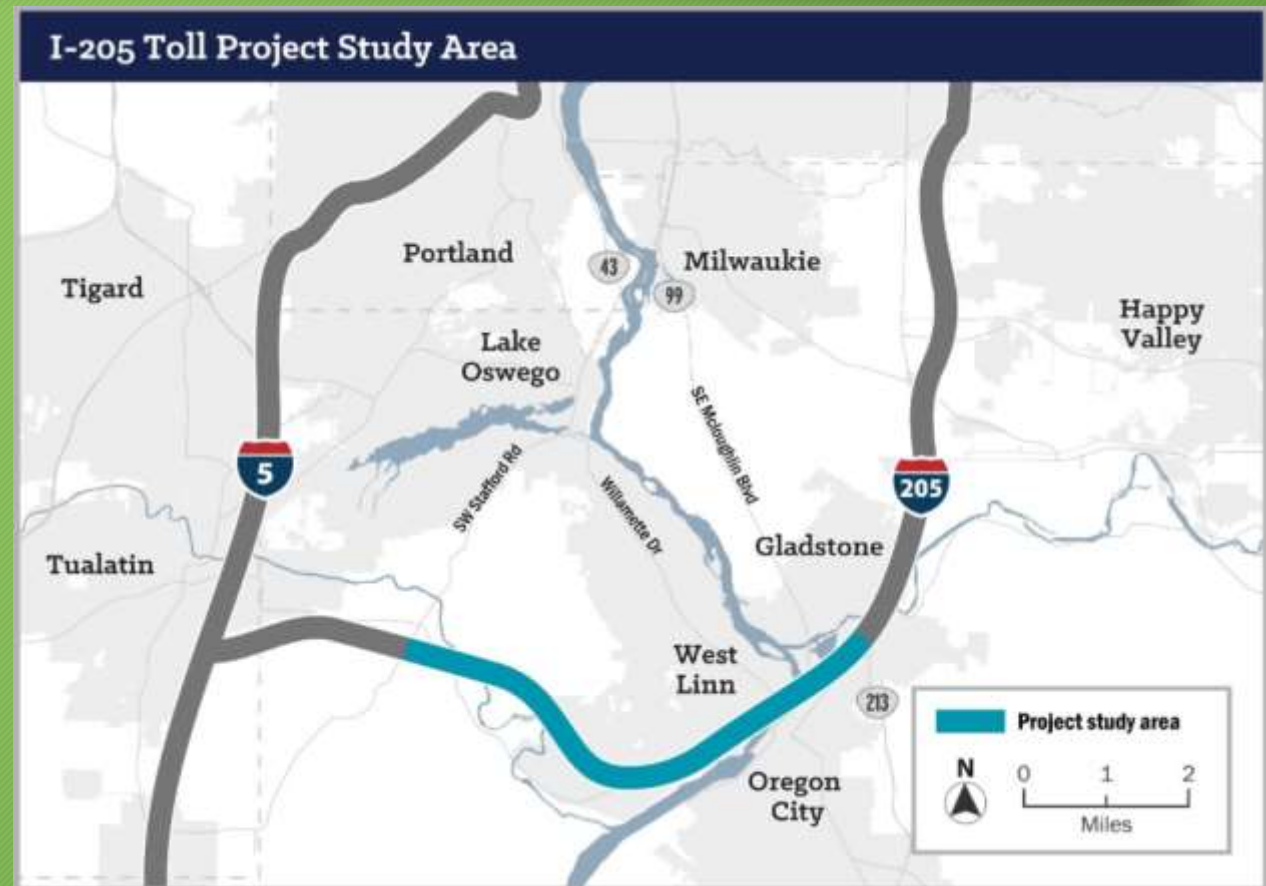 I-205 Toll Project Study Area
Portland
43
Milwaukie
Tigard
99
Happy
Valley
Lake
Oswego
SE Mcloughlin Blvd
5
205
SW Stafford Rd
Willamette Dr
Gladstone
Tualatin
West
Linn
213
Project study area
N
0 1 2
Miles
Oregon
City